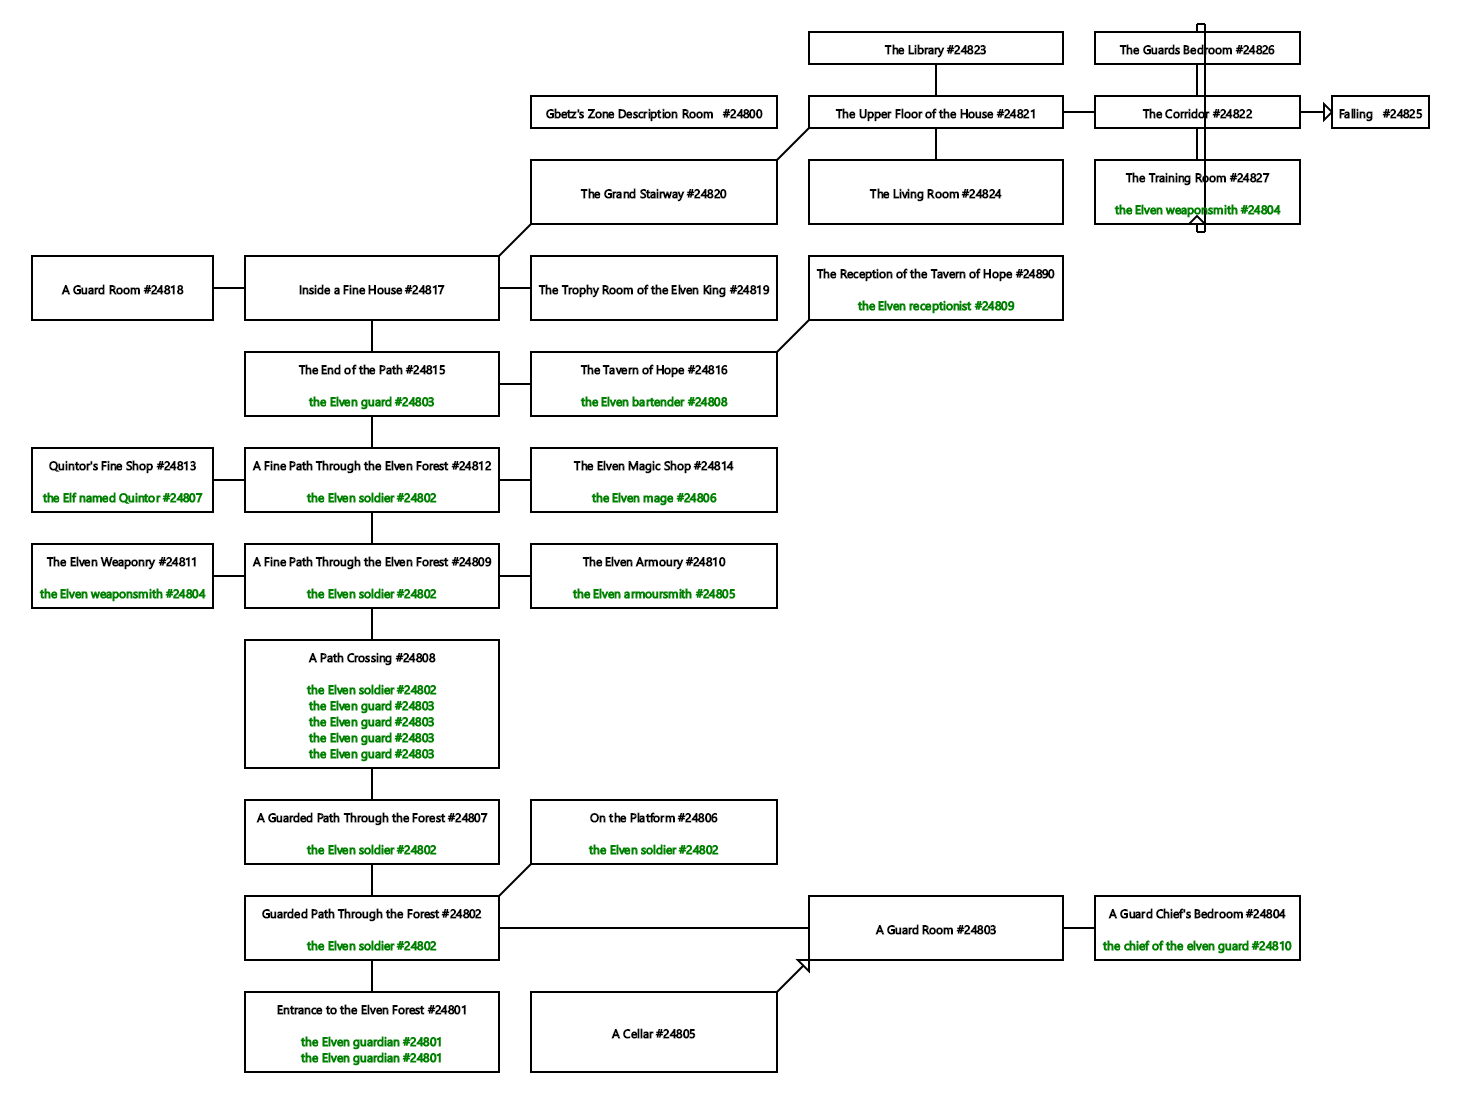 The Library #24823
The Guards Bedroom #24826
Gbetz's Zone Description Room #24800
The Upper Floor of the House #24821
The Corridor #24822
Falling #24825
The Grand Stairway #24820
The Living Room #24824
The Training Room #24827
the Elven weaponsmith #24804
A Guard Room #24818
Inside a Fine House #24817
The Trophy Room of the Elven King #24819
The Reception of the Tavern of Hope #24890
the Elven receptionist #24809
The End of the Path #24815
the Elven guard #24803
The Tavern of Hope #24816
the Elven bartender #24808
Quintor's Fine Shop #24813
the Elf named Quintor #24807
A Fine Path Through the Elven Forest #24812
the Elven soldier #24802
The Elven Magic Shop #24814
the Elven mage #24806
The Elven Weaponry #24811
the Elven weaponsmith #24804
A Fine Path Through the Elven Forest #24809
the Elven soldier #24802
The Elven Armoury #24810
the Elven armoursmith #24805
A Path Crossing #24808
the Elven soldier #24802
the Elven guard #24803
the Elven guard #24803
the Elven guard #24803
the Elven guard #24803
A Guarded Path Through the Forest #24807
the Elven soldier #24802
On the Platform #24806
the Elven soldier #24802
Guarded Path Through the Forest #24802
the Elven soldier #24802
A Guard Room #24803
A Guard Chief's Bedroom #24804
the chief of the elven guard #24810
Entrance to the Elven Forest #24801
the Elven guardian #24801
the Elven guardian #24801
A Cellar #24805